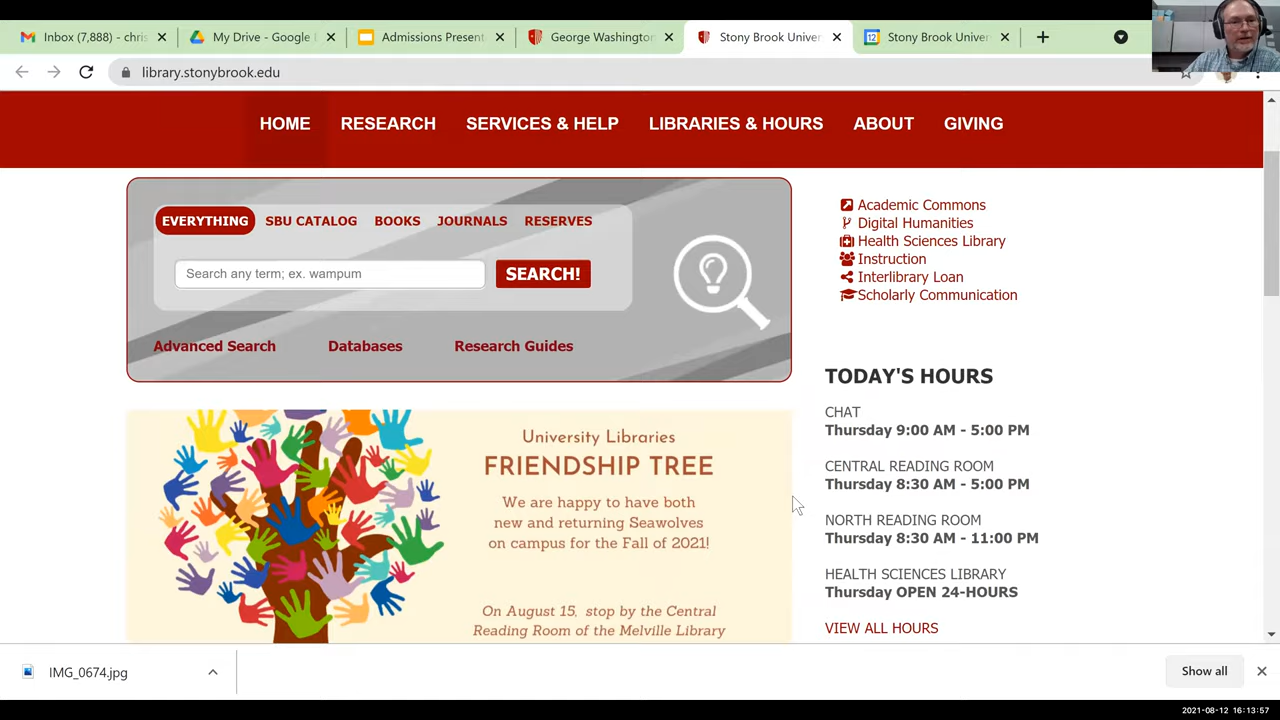 Inbox (7,888) - chris
My Drive - Google
Admissions Present
George Washington
Stony Brook Univer
Stony Brook Univer
library.stonybrook.edu
HOME RESEARCH SERVICES & HELP LIBRARIES & HOURS ABOUT GIVING
EVERYTHING SBU CATALOG BOOKS JOURNALS RESERVES
Search any term; ex. wampum
SEARCH!
Advanced Search Databases Research Guides
Academic Commons
Digital Humanities
Health Sciences Library
Instruction
Interlibrary Loan
Scholarly Communication
University Libraries
FRIENDSHIP TREE
We are happy to have both
new and returning Seawolves
on campus for the Fall of 2021!
On August 15, stop by the Central
Reading Room of the Melville Library
TODAY'S HOURS
CHAT
Thursday 9:00 AM - 5:00 PM
CENTRAL READING ROOM
Thursday 8:30 AM - 5:00 PM
NORTH READING ROOM
Thursday 8:30 AM - 11:00 PM
HEALTH SCIENCES LIBRARY
Thursday OPEN 24-HOURS
VIEW ALL HOURS
IMG_0674.jpg
Show all
2021-08-12 16:13:57